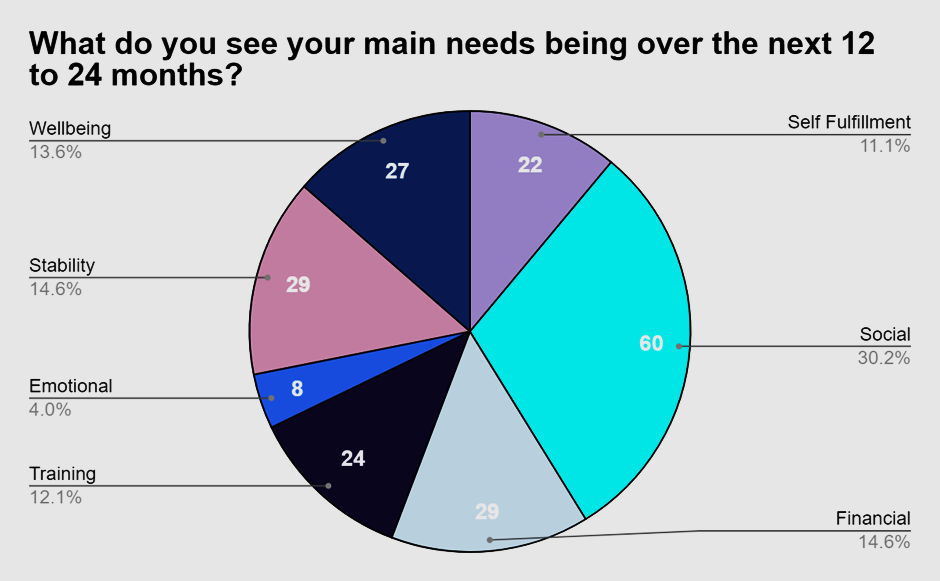 What do you see your main needs being over the next 12
to 24 months?
Wellbeing
13.6%
27
Self Fulfillment
11.1%
22
Stability
14.6%
29
Social
30.2%
60
Emotional
4.0%
8
Training
12.1%
24
Financial
14.6%
29